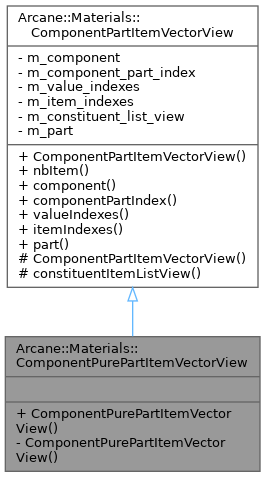 Arcane::Materials::
ComponentPartItemVectorView
- m_component
- m_component_part_index
- m_value_indexes
- m_item_indexes
- m_constituent_list_view
- m_part
+ ComponentPartItemVectorView()
+ nbItem()
+ component()
+ componentPartIndex()
+ valueIndexes()
+ itemIndexes()
+ part()
# ComponentPartItemVectorView()
# constituentItemListView()
Arcane::Materials::
ComponentPurePartItemVectorView
+ ComponentPurePartItemVector
View()
- ComponentPurePartItemVector
View()